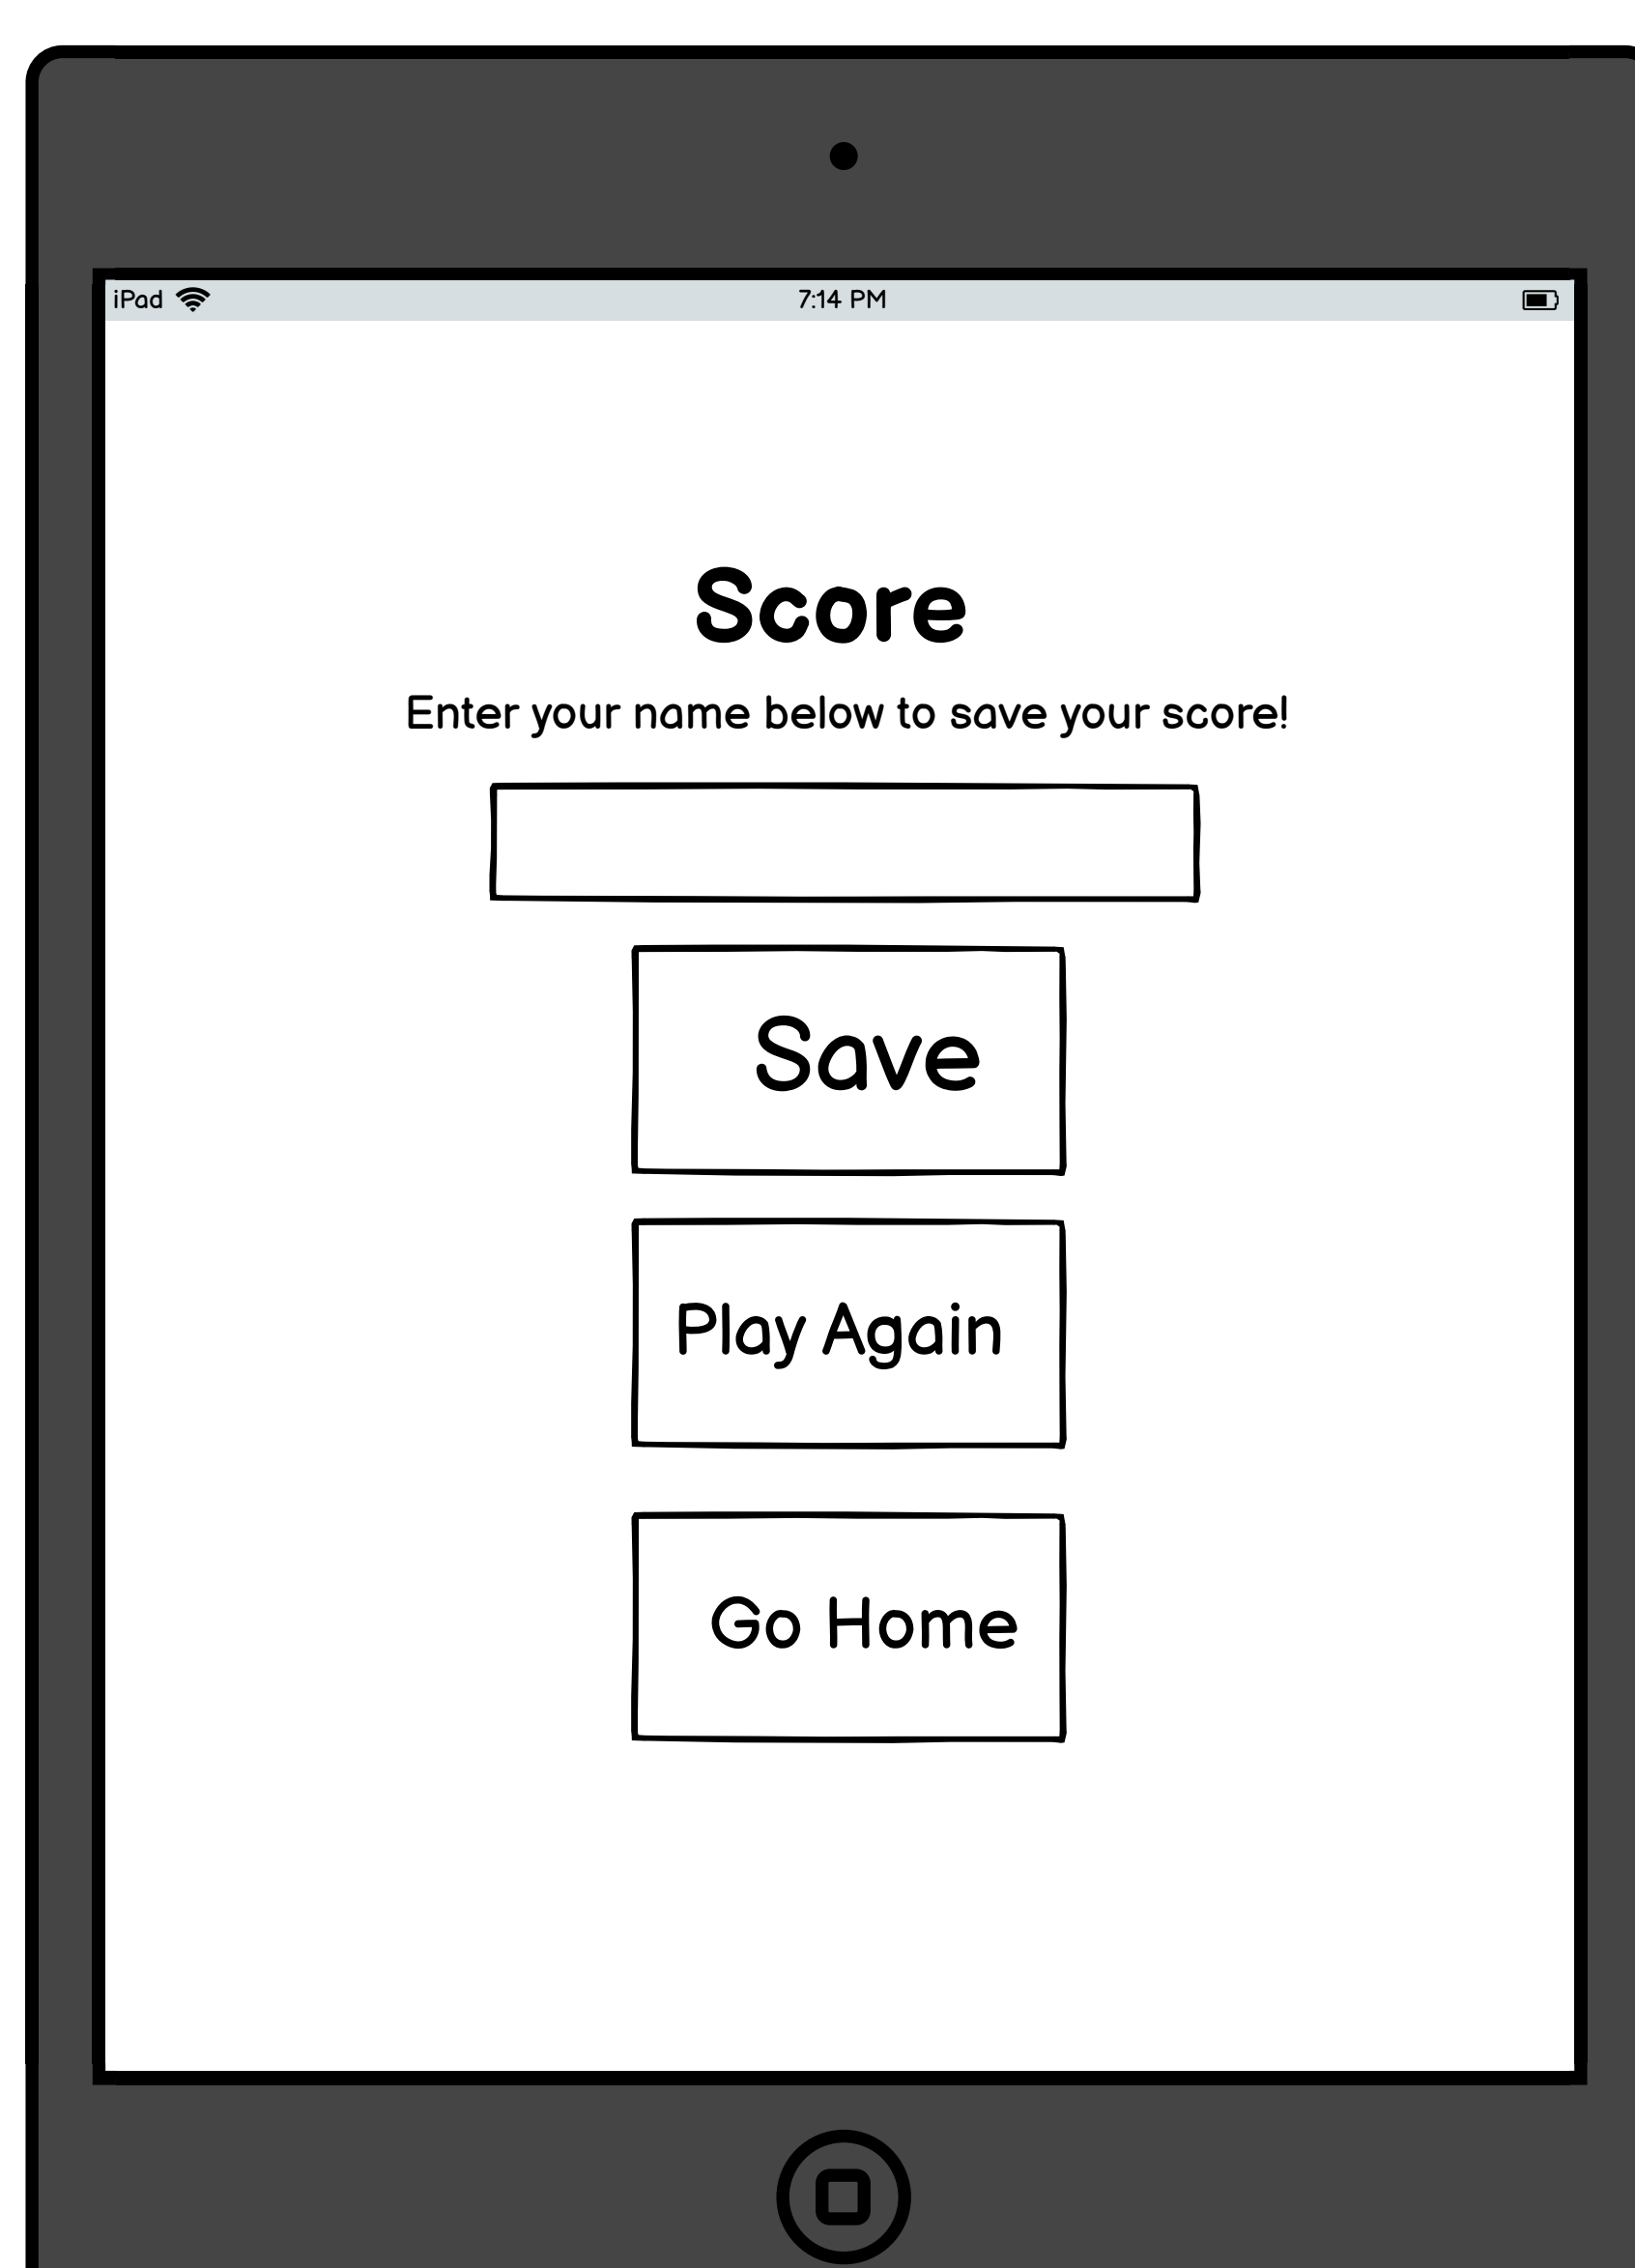 iPad 7:14 PM
Score
Enter your name below to save your score!
Save
Play Again
Go Home